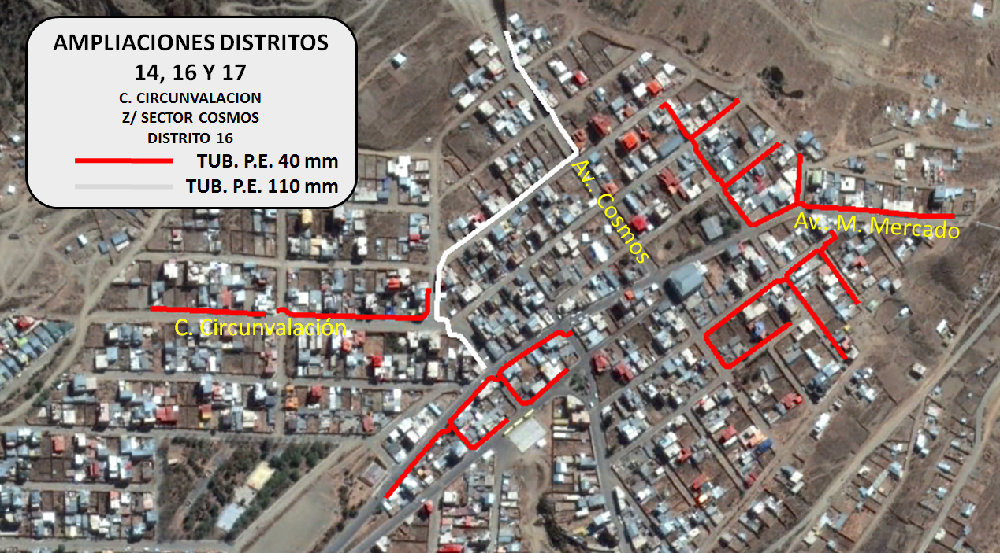 AMPLIACIONES DISTRITOS
14, 16 Y 17
C. CIRCUNVALACION
Z/ SECTOR COSMOS
DISTRITO 16
TUB. P.E. 40 mm
TUB. P.E. 110 mm
Av.. Cosmos
Av.. M. Mercado
C. Circunvalación